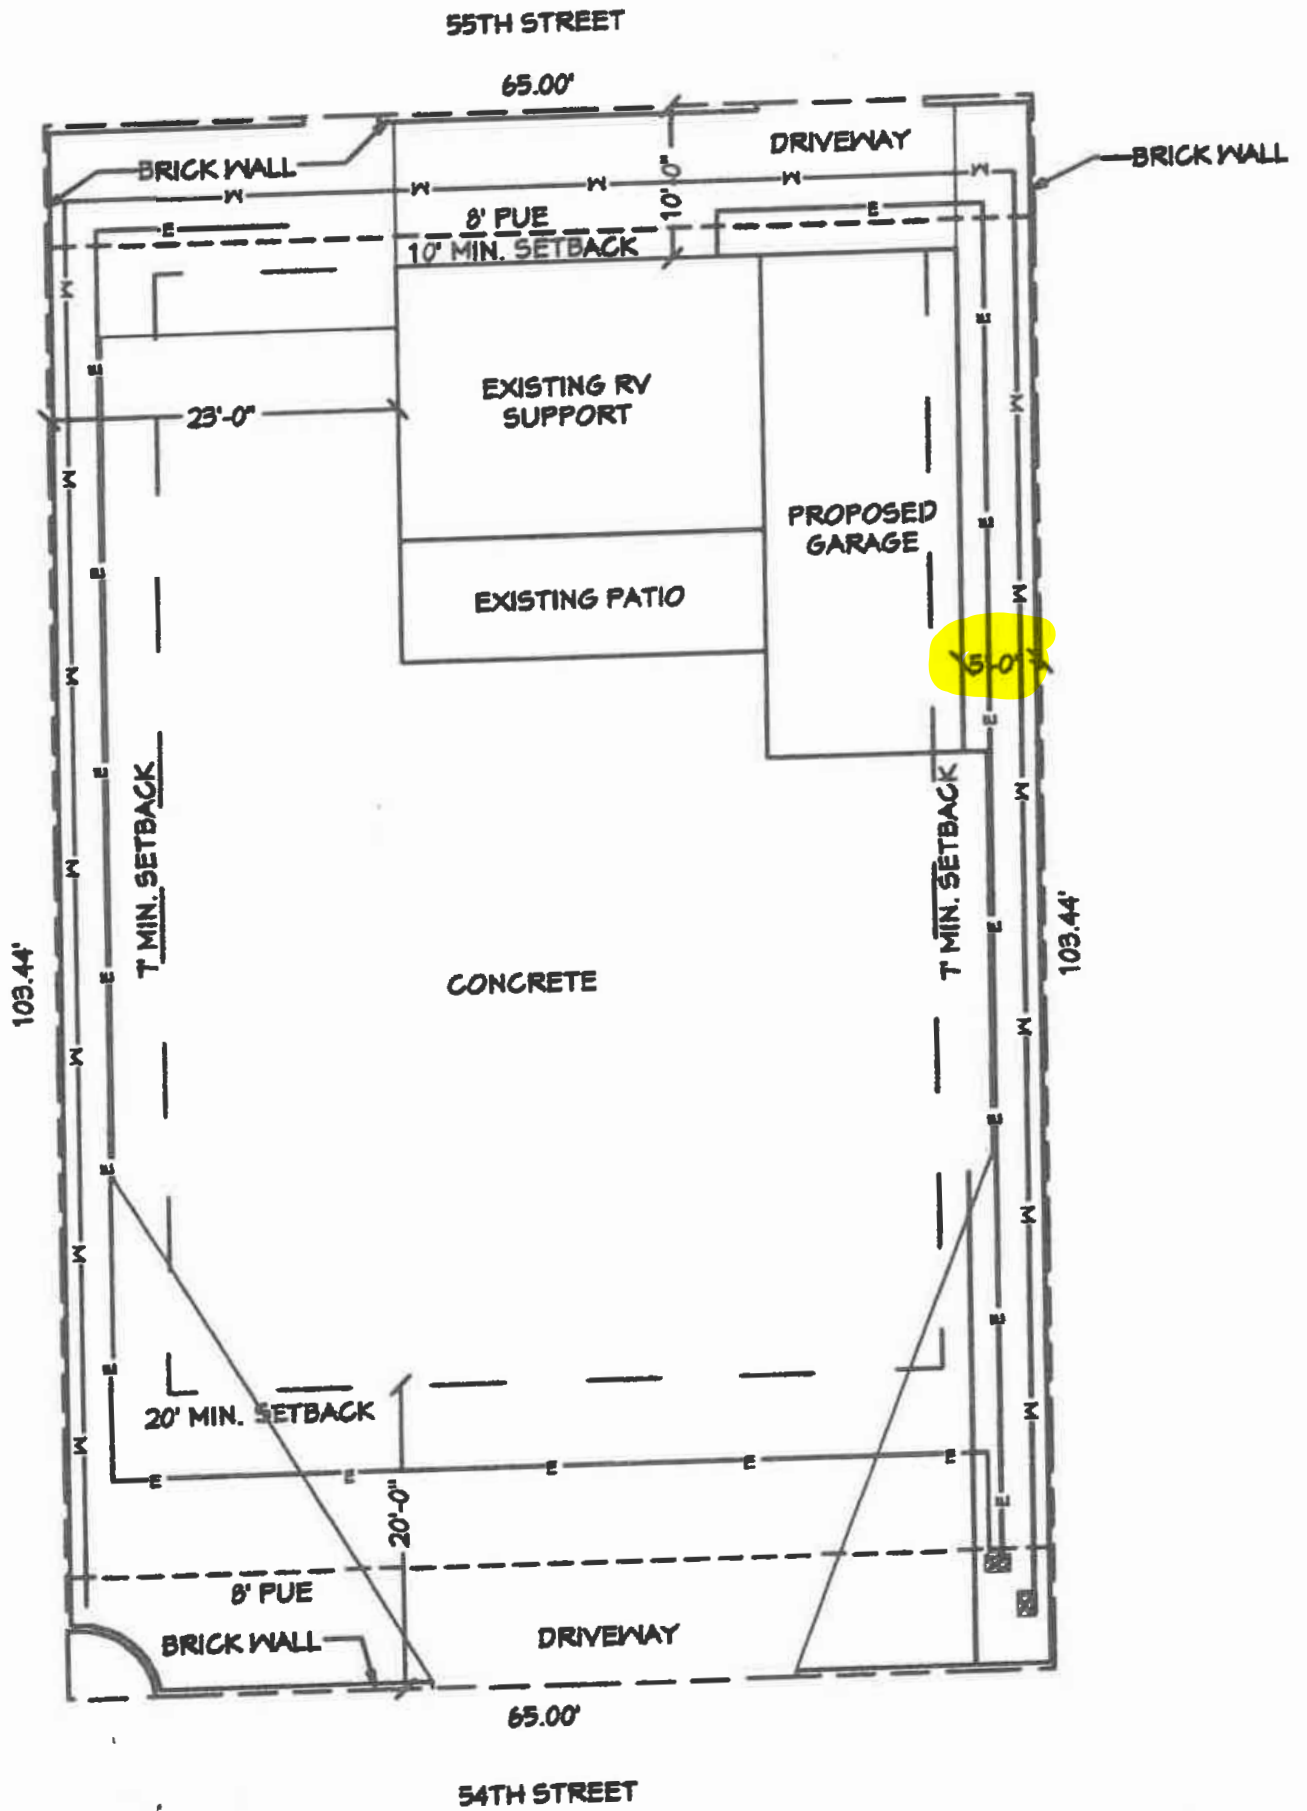 55TH STREET
65.00'
DRIVEWAY
BRICK WALL
BRICK WALL
M M M M M
10'-0"
8' PUE
E E
10' MIN. SETBACK
M
E
E
M
EXISTING RV
SUPPORT
23'-0"
M
E
PROPOSED
GARAGE
E
EXISTING PATIO
M
M
5'-0"
E
E
M
7' MIN. SETBACK
7' MIN. SETBACK
M
E
103.44'
103.44'
CONCRETE
E
M
M
E
E
M
M
E
E
M
20' MIN. SETBACK
M
E E E E E
E
20'-0"
8' PUE
BRICK WALL
DRIVEWAY
65.00'
54TH STREET